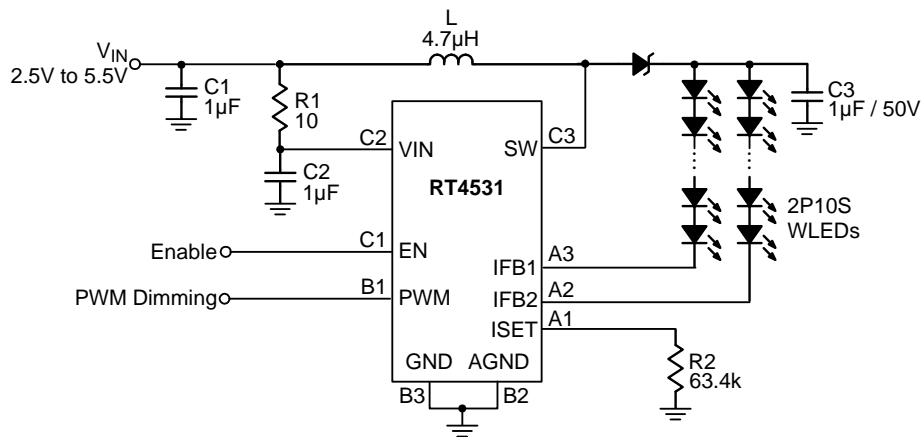 L
4.7μH
VIN
2.5V to 5.5V
C1
1μF
R1
10
C3
1μF / 50V
C2
VIN
SW
C3
C2
1μF
RT4531
2P10S
WLEDs
Enable
C1
EN
IFB1
A3
PWM Dimming
B1
PWM
IFB2
A2
ISET
A1
GND
AGND
R2
63.4k
B3
B2